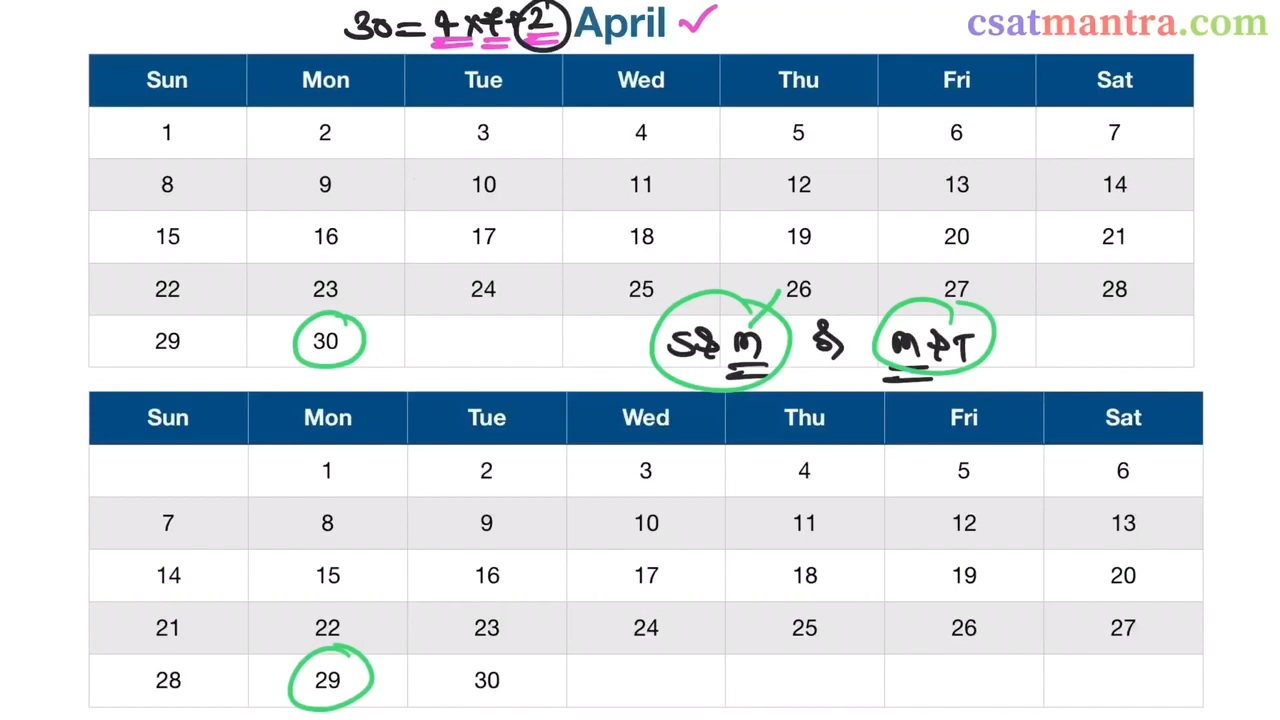 30 = 4 x 7 + 2 April ✓ csatmantra.com
Sun Mon Tue Wed Thu Fri Sat
1 2 3 4 5 6 7
8 9 10 11 12 13 14
15 16 17 18 19 20 21
22 23 24 25 26 27 28
29 30 S & M M & T
Sun Mon Tue Wed Thu Fri Sat
1 2 3 4 5 6
7 8 9 10 11 12 13
14 15 16 17 18 19 20
21 22 23 24 25 26 27
28 29 30